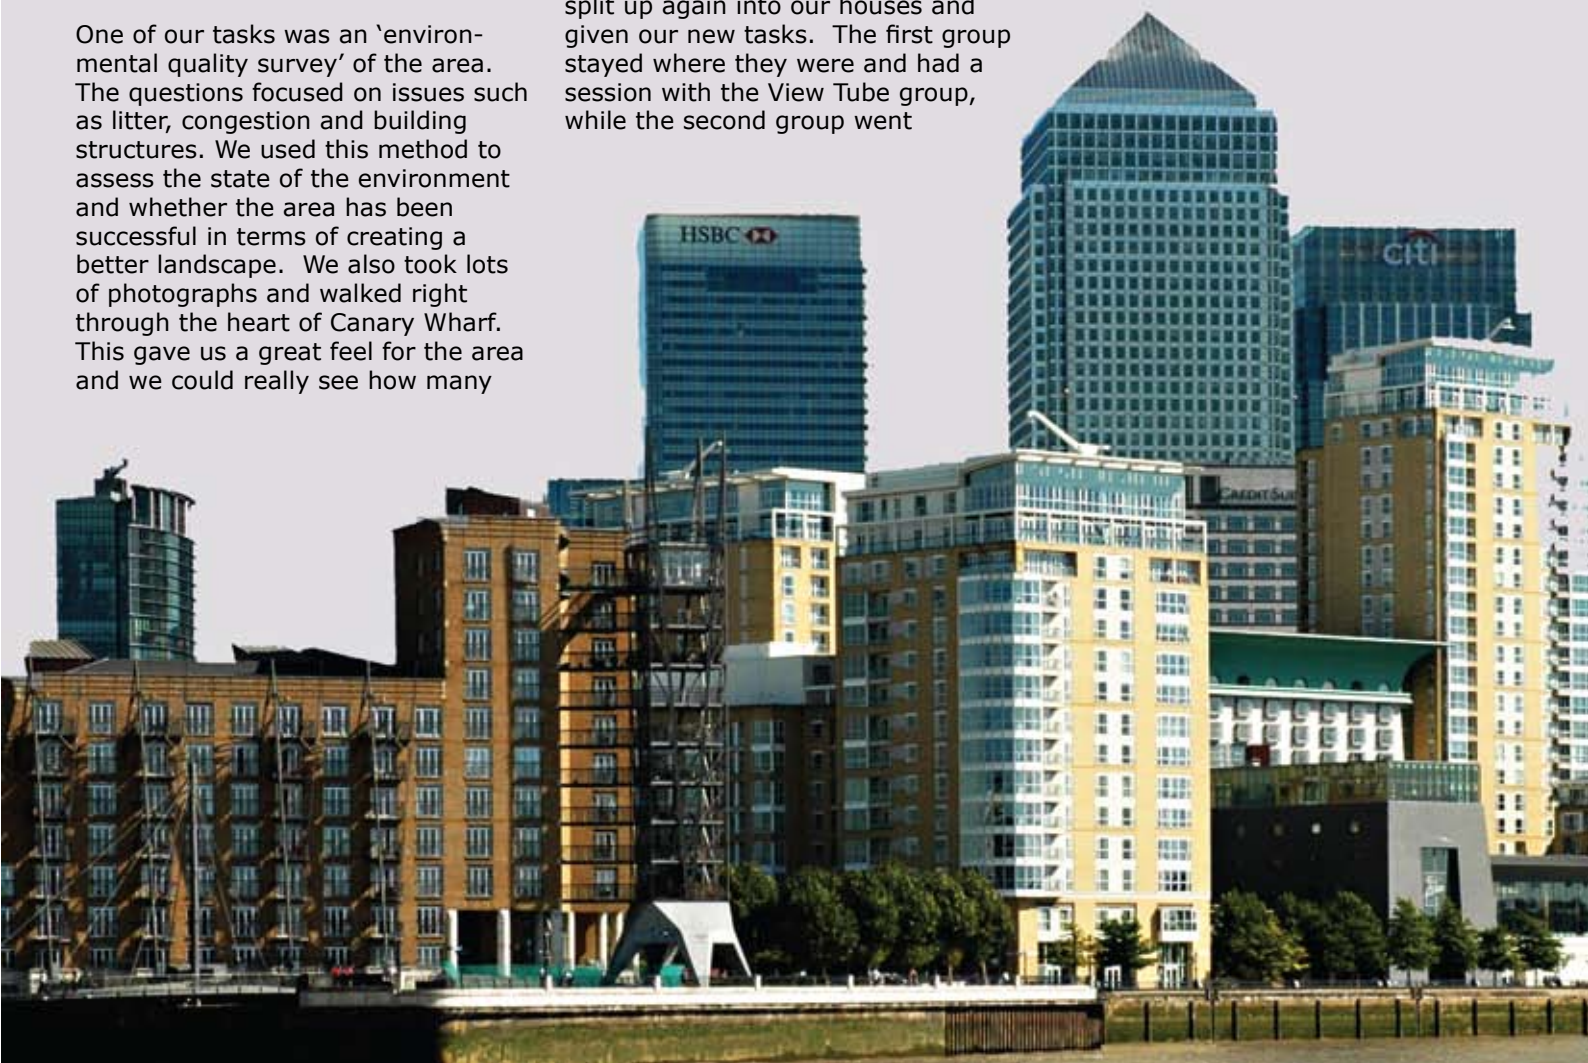 One of our tasks was an ‘environ-
mental quality survey’ of the area.
The questions focused on issues such
as litter, congestion and building
structures. We used this method to
assess the state of the environment
and whether the area has been
successful in terms of creating a
better landscape.  We also took lots
of photographs and walked right
through the heart of Canary Wharf.
This gave us a great feel for the area
and we could really see how many
split up again into our houses and
given our new tasks.  The first group
stayed where they were and had a
session with the View Tube group,
while the second group went
HSBC
citi
CREDIT SUI